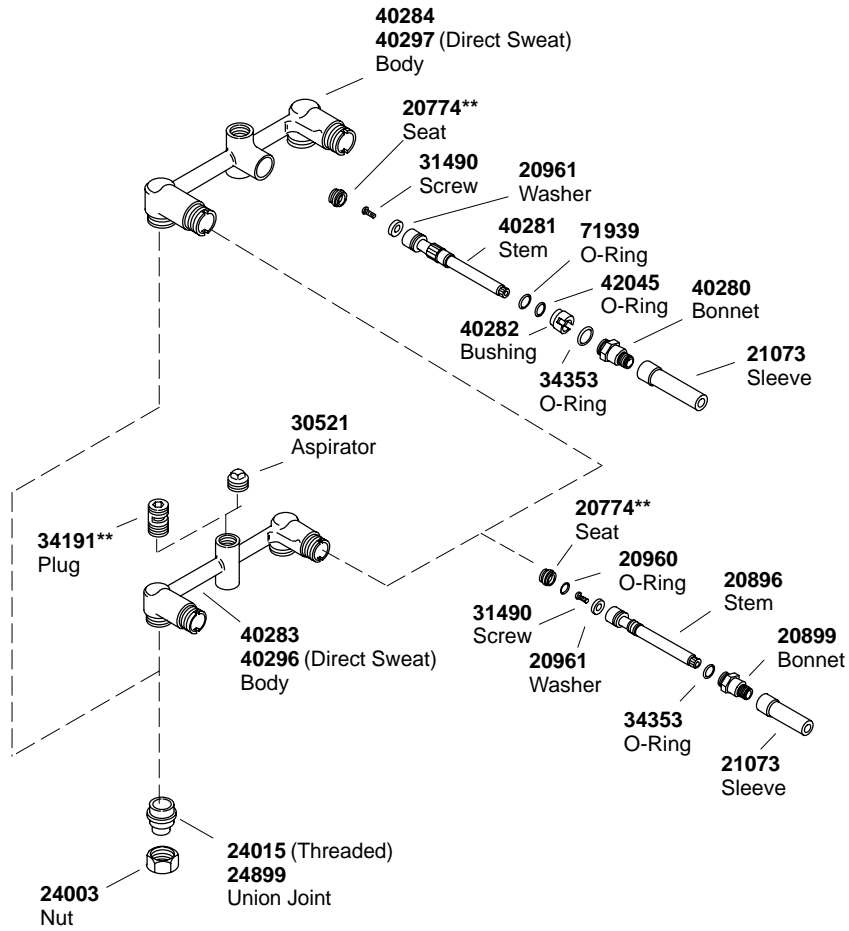 40284
40297 (Direct Sweat)
Body
20774**
Seat
31490
Screw
20961
Washer
40281
Stem
71939
O-Ring
42045
O-Ring
40280
Bonnet
40282
Bushing
34353
O-Ring
21073
Sleeve
30521
Aspirator
34191**
Plug
20774**
Seat
20960
O-Ring
20896
Stem
31490
Screw
20961
Washer
20899
Bonnet
34353
O-Ring
21073
Sleeve
40283
40296 (Direct Sweat)
Body
24015 (Threaded)
24899
Union Joint
24003
Nut